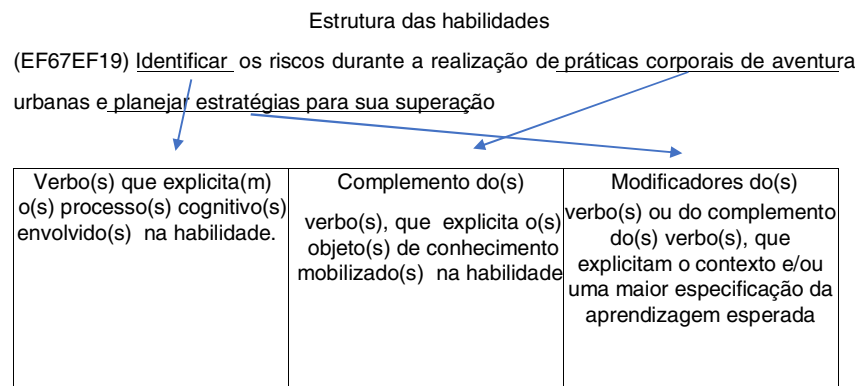 Estrutura das habilidades
(EF67EF19) Identificar os riscos durante a realização de práticas corporais de aventura
urbanas e planejar estratégias para sua superação
Verbo(s) que explicita(m)
o(s) processo(s) cognitivo(s)
envolvido(s) na habilidade.
Complemento do(s)
verbo(s), que explicita o(s)
objeto(s) de conhecimento
mobilizado(s) na habilidade
Modificadores do(s)
verbo(s) ou do complemento
do(s) verbo(s), que
explicitam o contexto e/ou
uma maior especificação da
aprendizagem esperada